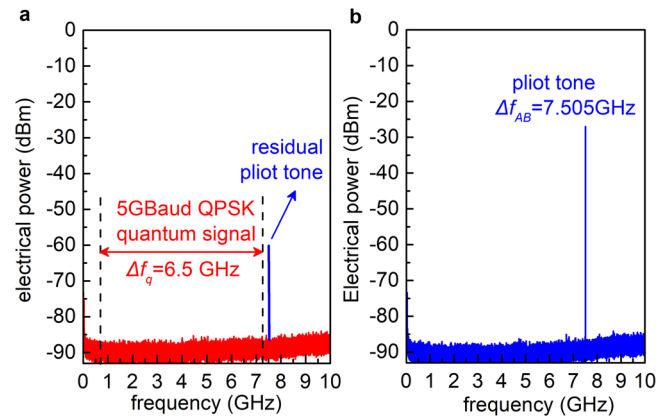 a
0
-10
-20
-30
-40
-50
-60
-70
-80
-90
electrical power (dBm)
residual
pliot tone
5GBaud QPSK
quantum signal
Δfq=6.5 GHz
0 1 2 3 4 5 6 7 8 9 10
frequency (GHz)
b
0
-10
-20
-30
-40
-50
-60
-70
-80
-90
Electrical power (dBm)
pliot tone
ΔfAB=7.505GHz
0 1 2 3 4 5 6 7 8 9 10
frequency (GHz)